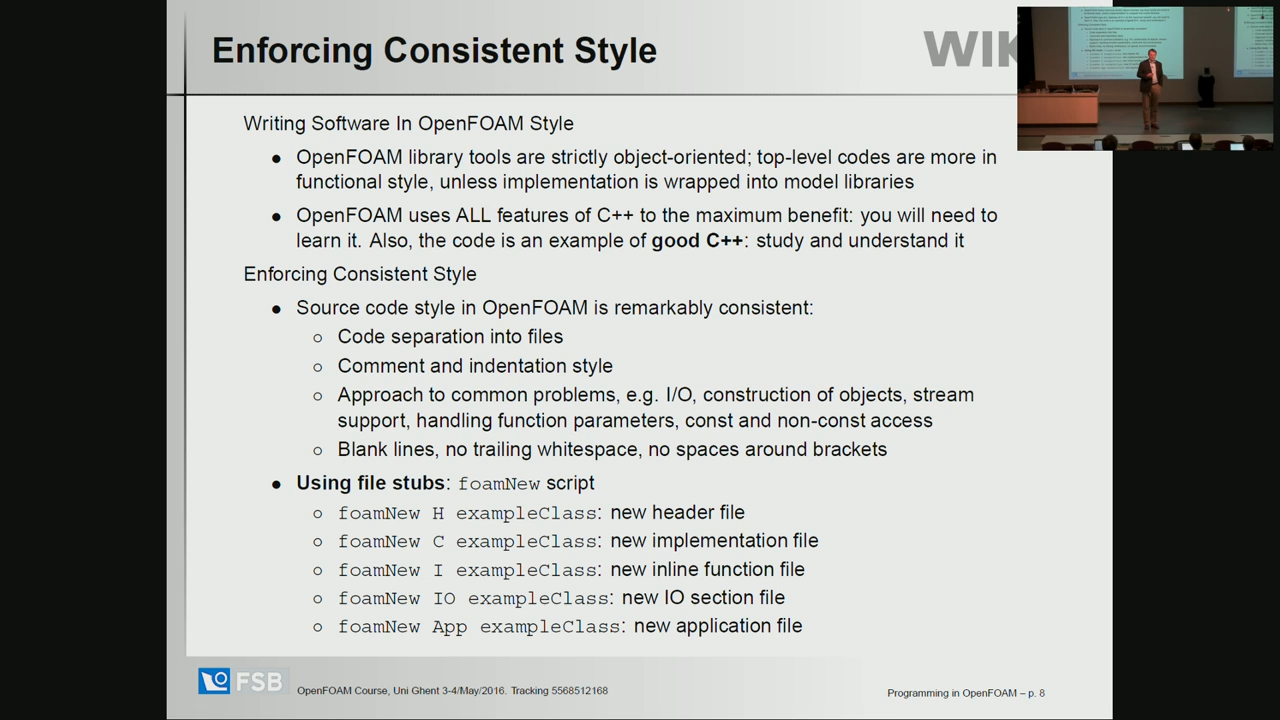 Enforcing Consistent Style
WIK
Writing Software In OpenFOAM Style
● OpenFOAM library tools are strictly object-oriented; top-level codes are more in
functional style, unless implementation is wrapped into model libraries
● OpenFOAM uses ALL features of C++ to the maximum benefit: you will need to
learn it. Also, the code is an example of good C++: study and understand it
Enforcing Consistent Style
● Source code style in OpenFOAM is remarkably consistent:
○ Code separation into files
○ Comment and indentation style
○ Approach to common problems, e.g. I/O, construction of objects, stream
support, handling function parameters, const and non-const access
○ Blank lines, no trailing whitespace, no spaces around brackets
● Using file stubs: foamNew script
○ foamNew H exampleClass: new header file
○ foamNew C exampleClass: new implementation file
○ foamNew I exampleClass: new inline function file
○ foamNew IO exampleClass: new IO section file
○ foamNew App exampleClass: new application file
FSB
OpenFOAM Course, Uni Ghent 3-4/May/2016. Tracking 5568512168
Programming in OpenFOAM – p. 8